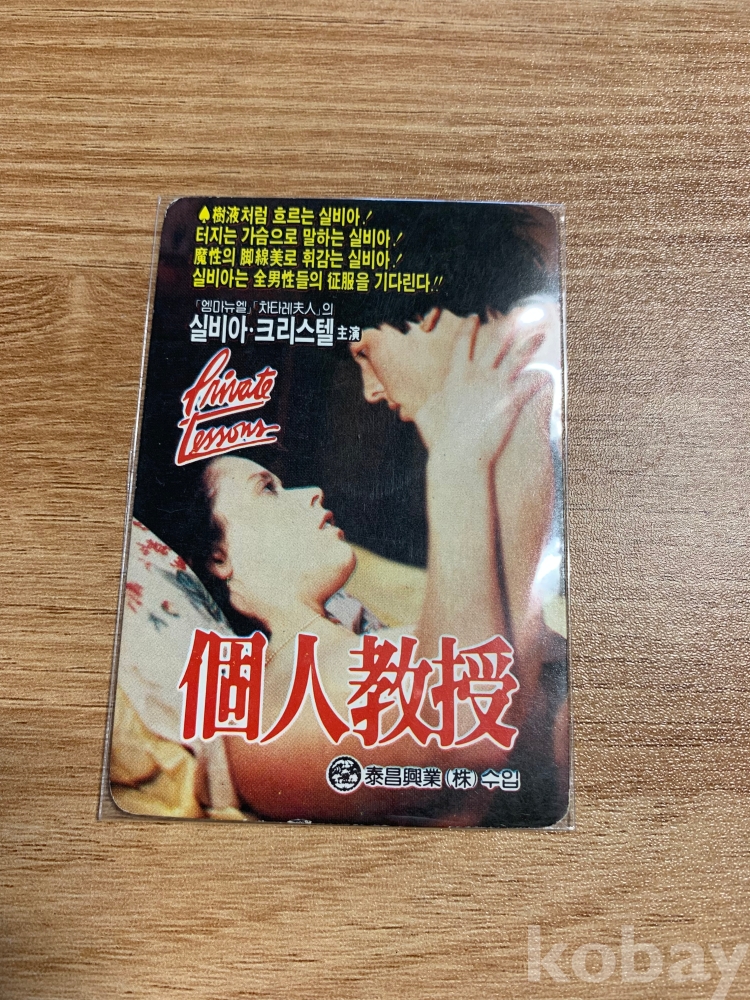 ♠樹液처럼 흐르는 실비아!
터지는 가슴으로 말하는 실비아!
魔性의 脚線美로 휘감는 실비아!
실비아는 全男性들의 征服을 기다린다!!
「엠마뉴엘」「차타레夫人」의
실비아·크리스텔 主演
Private
Lessons
個人教授
泰昌興業(株)수입
kobay